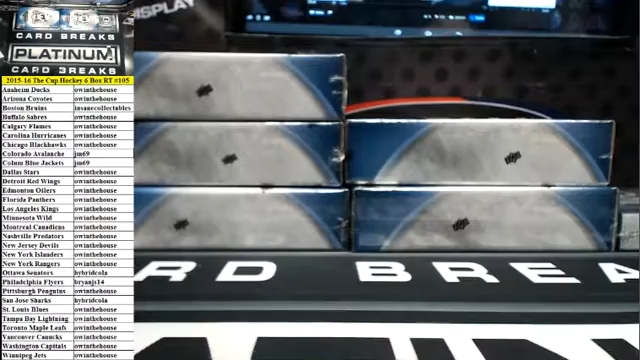 DISPLAY
CARD BREAKS
PLATINUM
CARD BREAKS
2015-16 The Cup Hockey 6 Box RT #105
Anaheim Ducks owinthehouse
Arizona Coyotes owinthehouse
Boston Bruins insanecollectables
Buffalo Sabres owinthehouse
Calgary Flames owinthehouse
Carolina Hurricanes owinthehouse
Chicago Blackhawks owinthehouse
Colorado Avalanche jm69
Colum Blue Jackets jm69
Dallas Stars owinthehouse
Detroit Red Wings owinthehouse
Edmonton Oilers owinthehouse
Florida Panthers owinthehouse
Los Angeles Kings owinthehouse
Minnesota Wild owinthehouse
Montreal Canadiens owinthehouse
Nashville Predators owinthehouse
New Jersey Devils owinthehouse
New York Islanders owinthehouse
New York Rangers owinthehouse
Ottawa Senators hybridcola
Philadelphia Flyers bryanjs14
Pittsburgh Penguins owinthehouse
San Jose Sharks hybridcola
St. Louis Blues owinthehouse
Tampa Bay Lightning owinthehouse
Toronto Maple Leafs owinthehouse
Vancouver Canucks owinthehouse
Washington Capitals owinthehouse
Winnipeg Jets owinthehouse
RD BREA